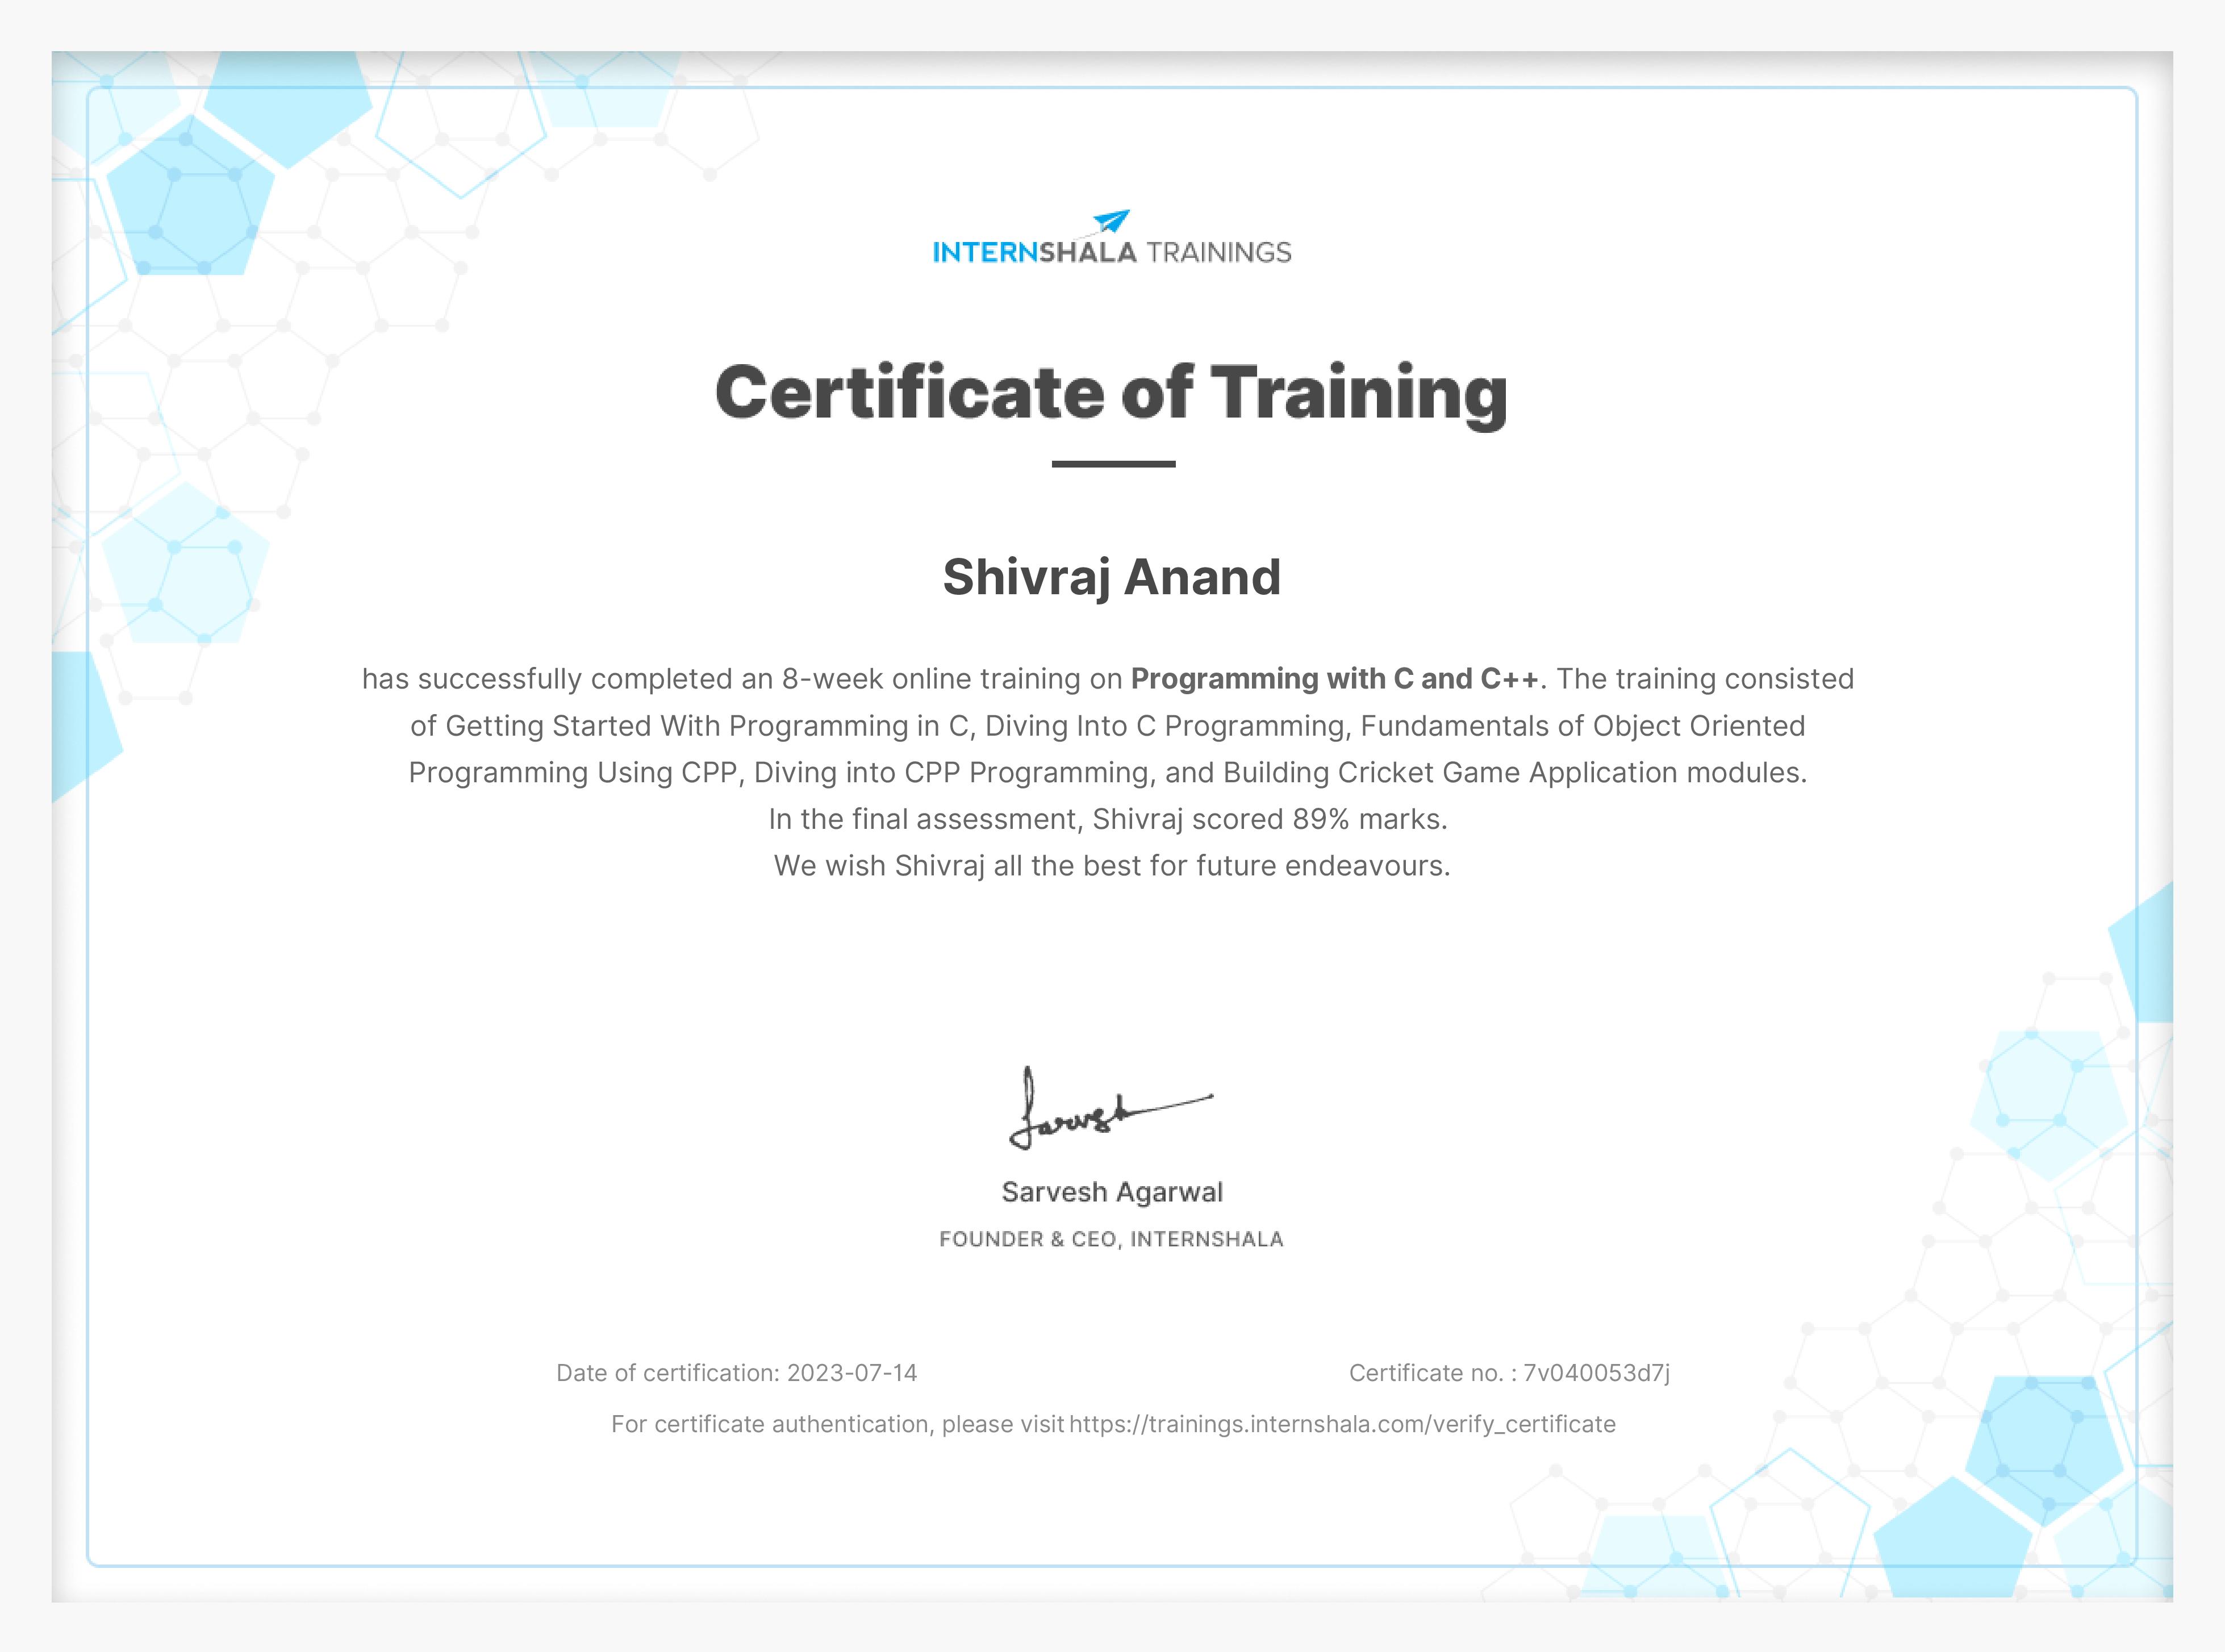 INTERNSHALA TRAININGS
Certificate of Training
Shivraj Anand
has successfully completed an 8-week online training on Programming with C and C++. The training consisted
of Getting Started With Programming in C, Diving Into C Programming, Fundamentals of Object Oriented
Programming Using CPP, Diving into CPP Programming, and Building Cricket Game Application modules.
In the final assessment, Shivraj scored 89% marks.
We wish Shivraj all the best for future endeavours.
Sarvesh
Sarvesh Agarwal
FOUNDER & CEO, INTERNSHALA
Date of certification: 2023-07-14
Certificate no. : 7v040053d7j
For certificate authentication, please visit https://trainings.internshala.com/verify_certificate